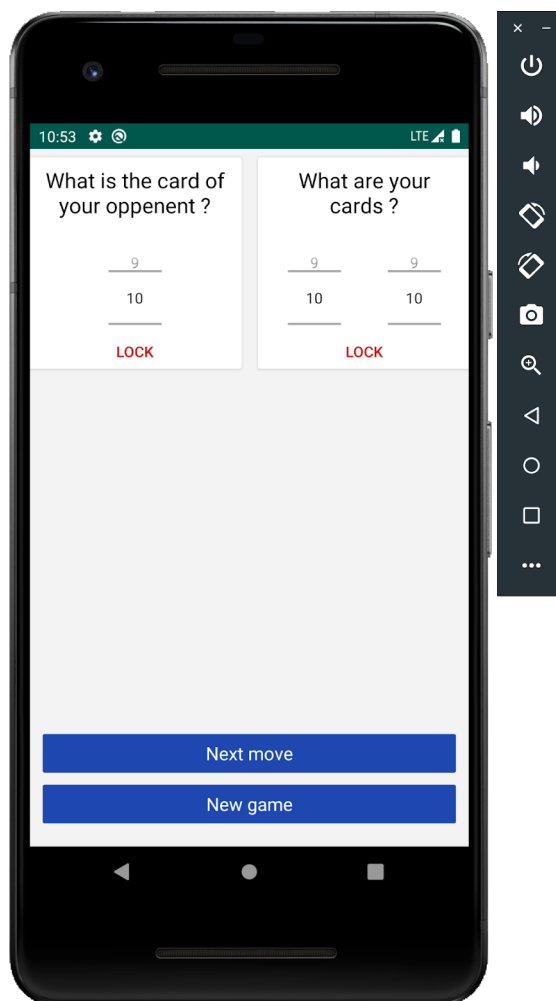 10:53 LTE
What is the card of
your oppenent ?
9
10
LOCK
What are your
cards ?
9 9
10 10
LOCK
Next move
New game